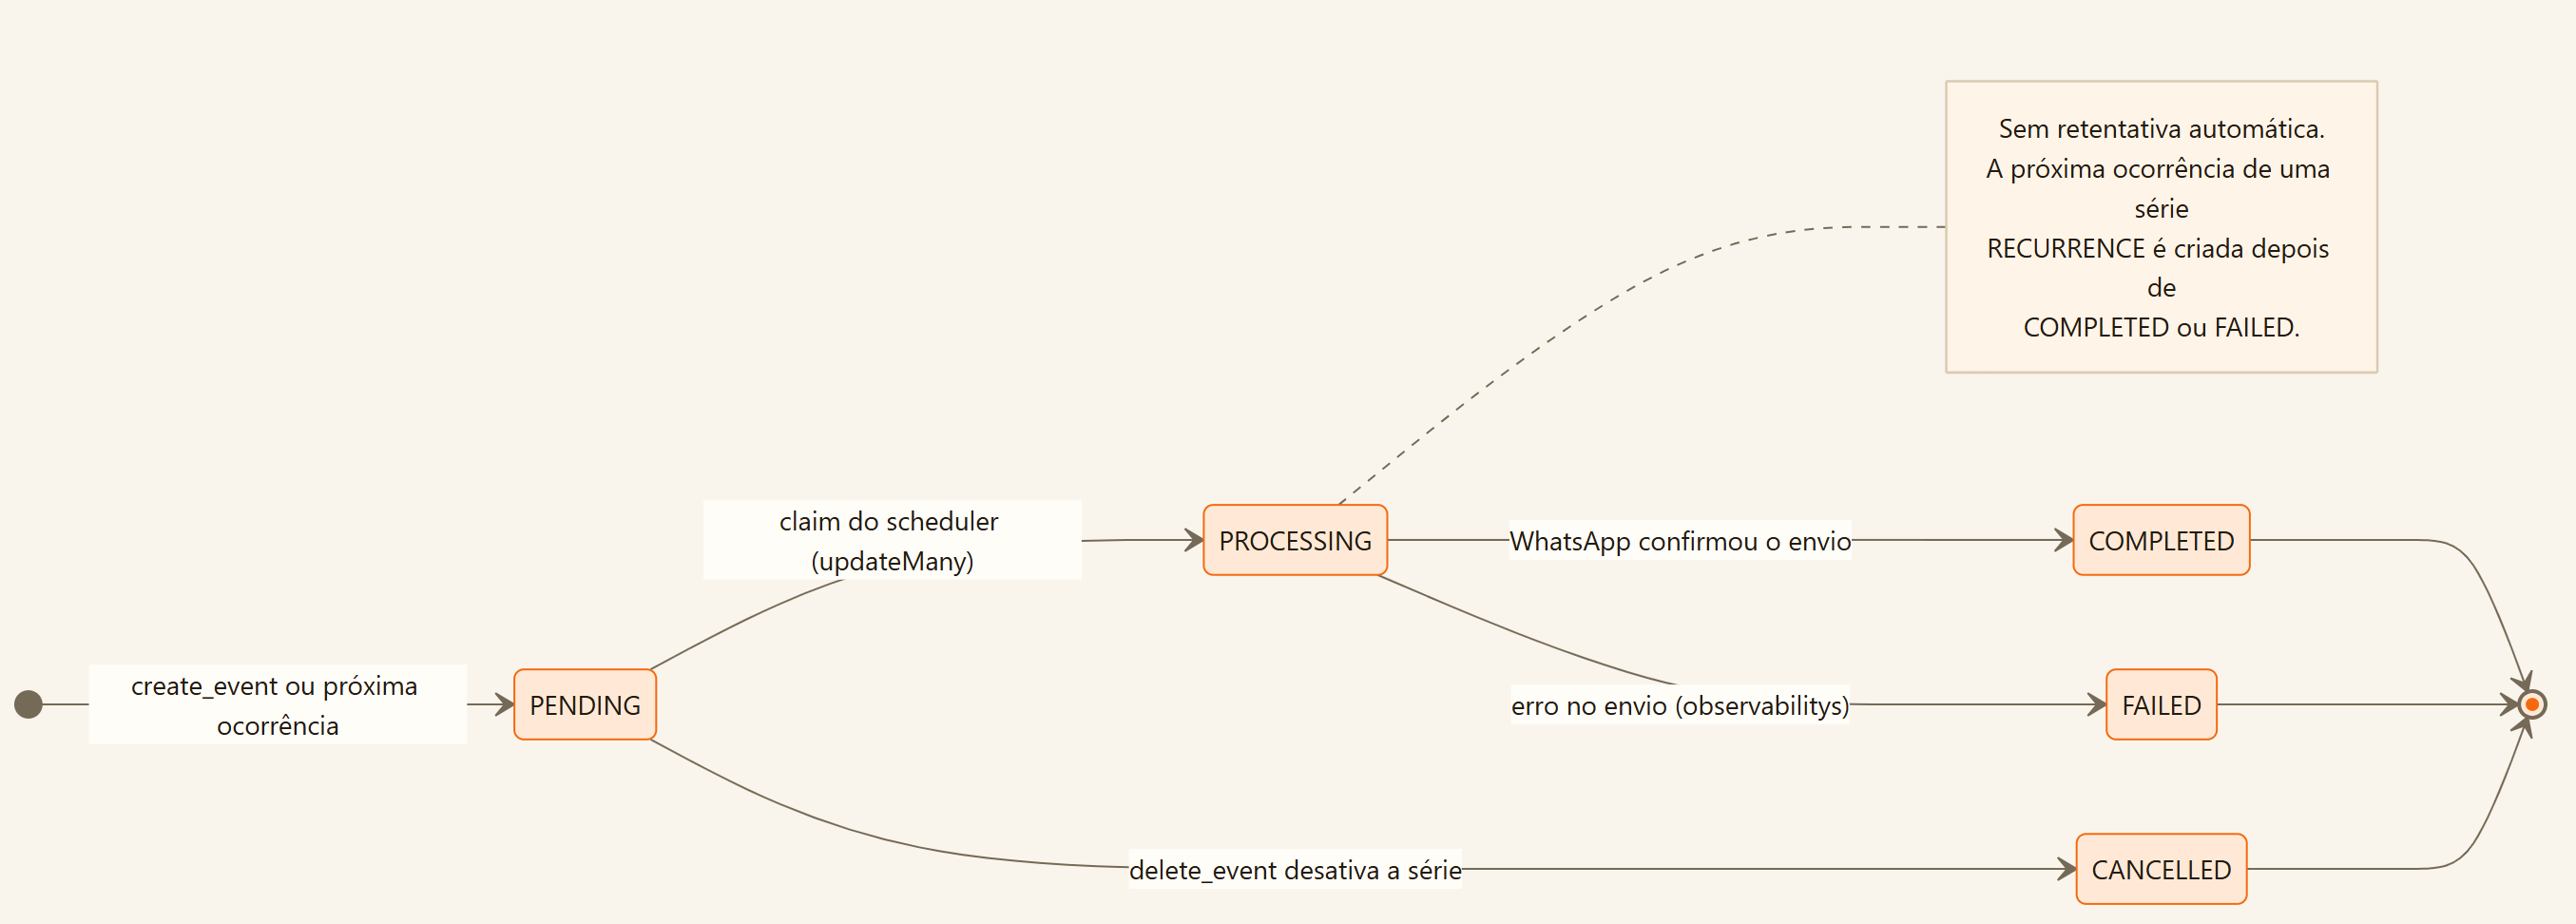 Sem retentativa automática.
A próxima ocorrência de uma
série
RECURRENCE é criada depois
de
COMPLETED ou FAILED.
claim do scheduler
(updateMany)
PROCESSING
WhatsApp confirmou o envio
COMPLETED
create_event ou próxima
ocorrência
PENDING
erro no envio (observabilitys)
FAILED
delete_event desativa a série
CANCELLED